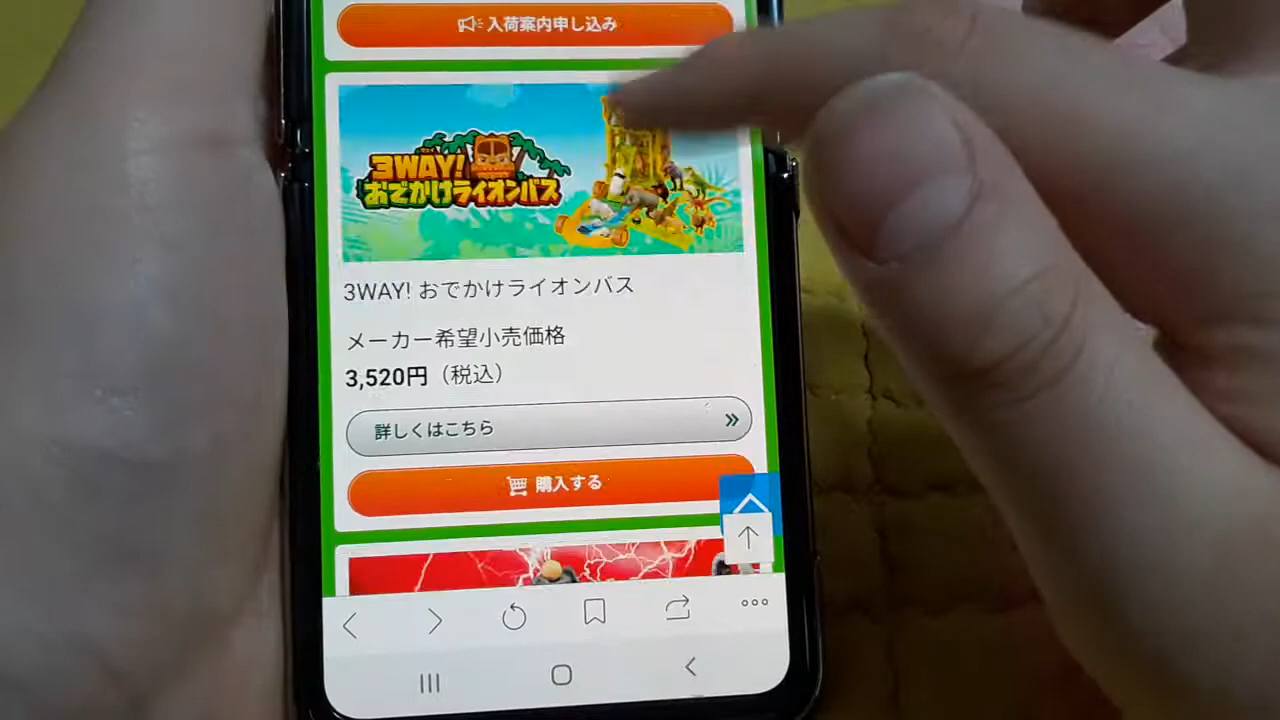 入荷案内申し込み
3WAY!
おでかけライオンバス
3WAY! おでかけライオンバス
メーカー希望小売価格
3,520円（税込）
詳しくはこちら
購入する